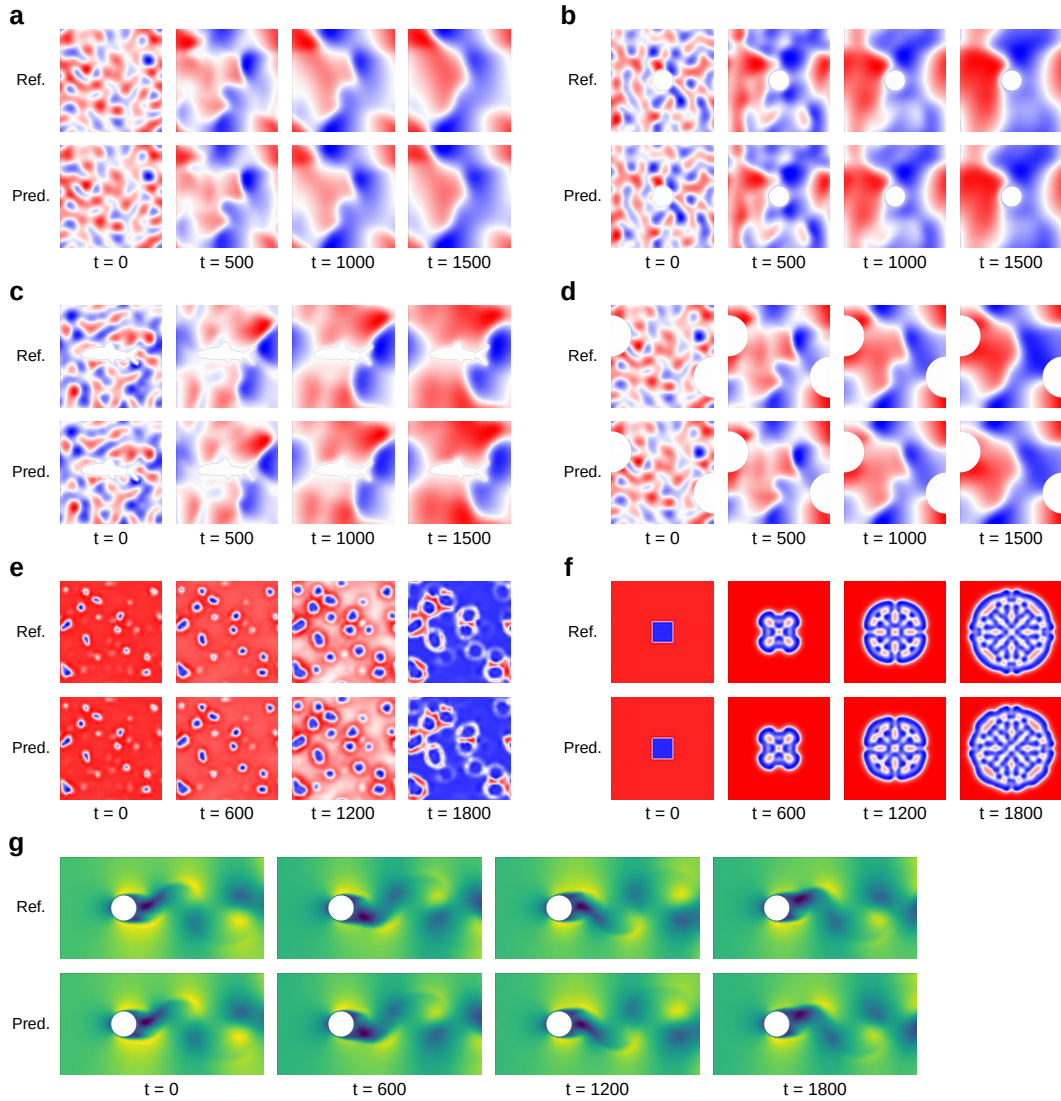 a
Ref.
Pred.
t = 0 t = 500 t = 1000 t = 1500
b
t = 0 t = 500 t = 1000 t = 1500
c
Ref.
Pred.
t = 0 t = 500 t = 1000 t = 1500
d
Ref.
Pred.
t = 0 t = 500 t = 1000 t = 1500
e
Ref.
Pred.
t = 0 t = 600 t = 1200 t = 1800
f
Ref.
Pred.
t = 0 t = 600 t = 1200 t = 1800
g
Ref.
Pred.
t = 0 t = 600 t = 1200 t = 1800